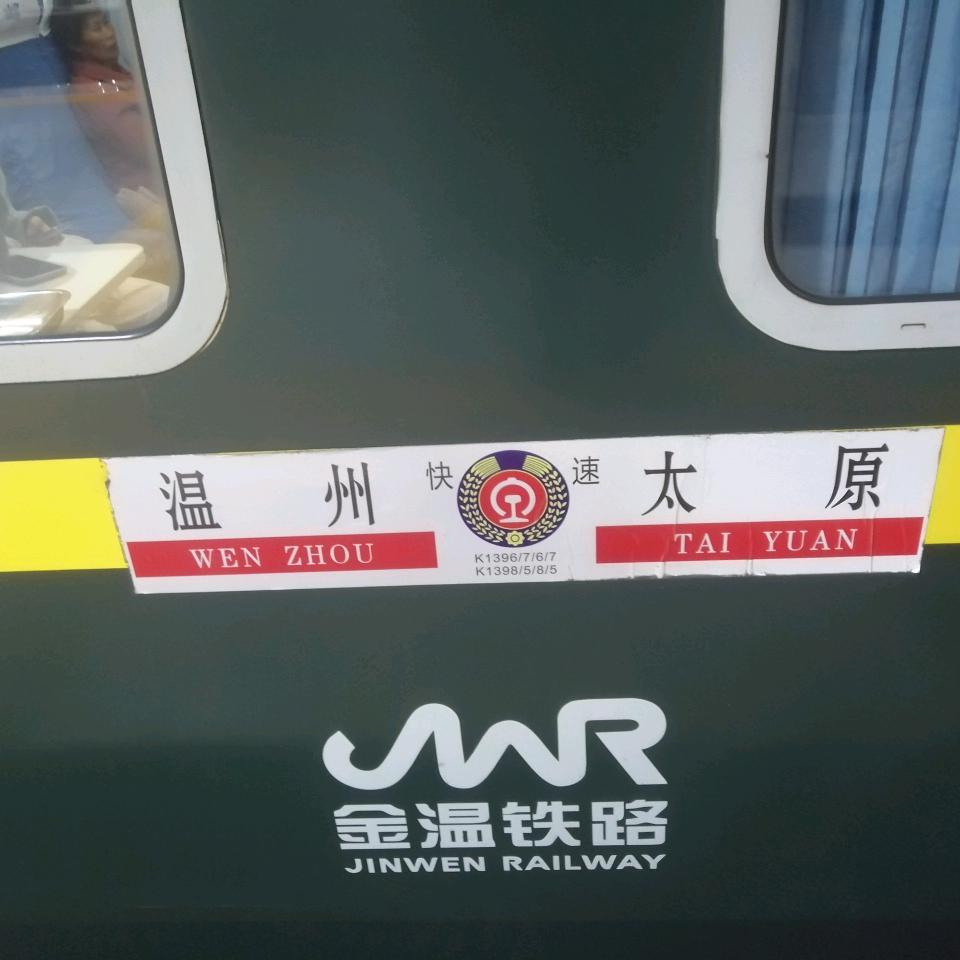 温州 快速 太原
WEN ZHOU TAI YUAN
K1396/7/6/7
K1398/5/8/5
JWR
金温铁路
JINWEN RAILWAY